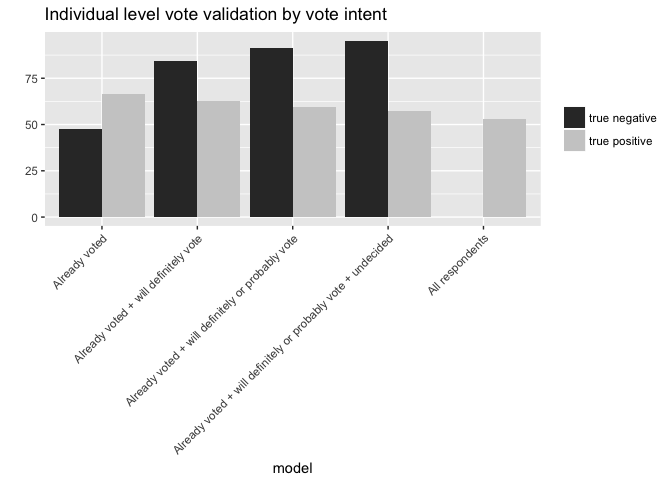 Individual level vote validation by vote intent
75
50
25
0
true negative
true positive
Already voted
Already voted + will definitely vote
Already voted + will definitely or probably vote
Already voted + will definitely or probably vote + undecided
All respondents
model